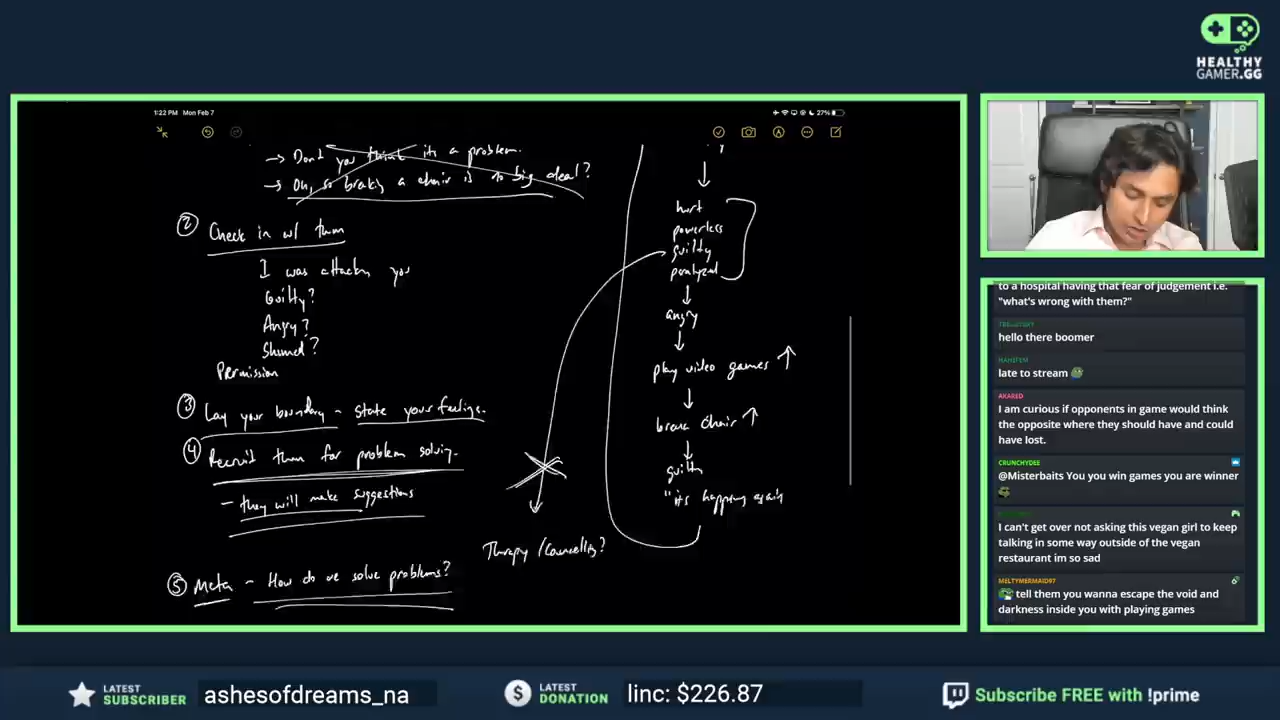 1:22 PM Mon Feb 7
27%
→ Don't you think its a problem.
→ Oh, so braking a chair is no big deal?
② Check in w/ them
I was attackin you
Guilty?
Angry?
Shamed?
Permission
③ Lay your boundary - state your feelings.
④ Recruit them for problem solving.
- they will make suggestions
⑤ Meta - How do we solve problems?
hurt
powerless
guilty
paralyzed
↓
angry
↓
play video games ↑
↓
break chair ↑
↓
guilty
"its happening again
Therapy / Counselling?
HEALTHY
GAMER.GG
to a hospital having that fear of judgement i.e.
"what's wrong with them?"
hello there boomer
late to stream
AKARED
I am curious if opponents in game would think
the opposite where they should have and could
have lost.
CRUNCHYDEE
@Misterbaits You you win games you are winner
I can't get over not asking this vegan girl to keep
talking in some way outside of the vegan
restaurant im so sad
MELTYMERMAID97
tell them you wanna escape the void and
darkness inside you with playing games
LATEST
SUBSCRIBER
ashesofdreams_na
LATEST
DONATION
linc: $226.87
Subscribe FREE with !prime